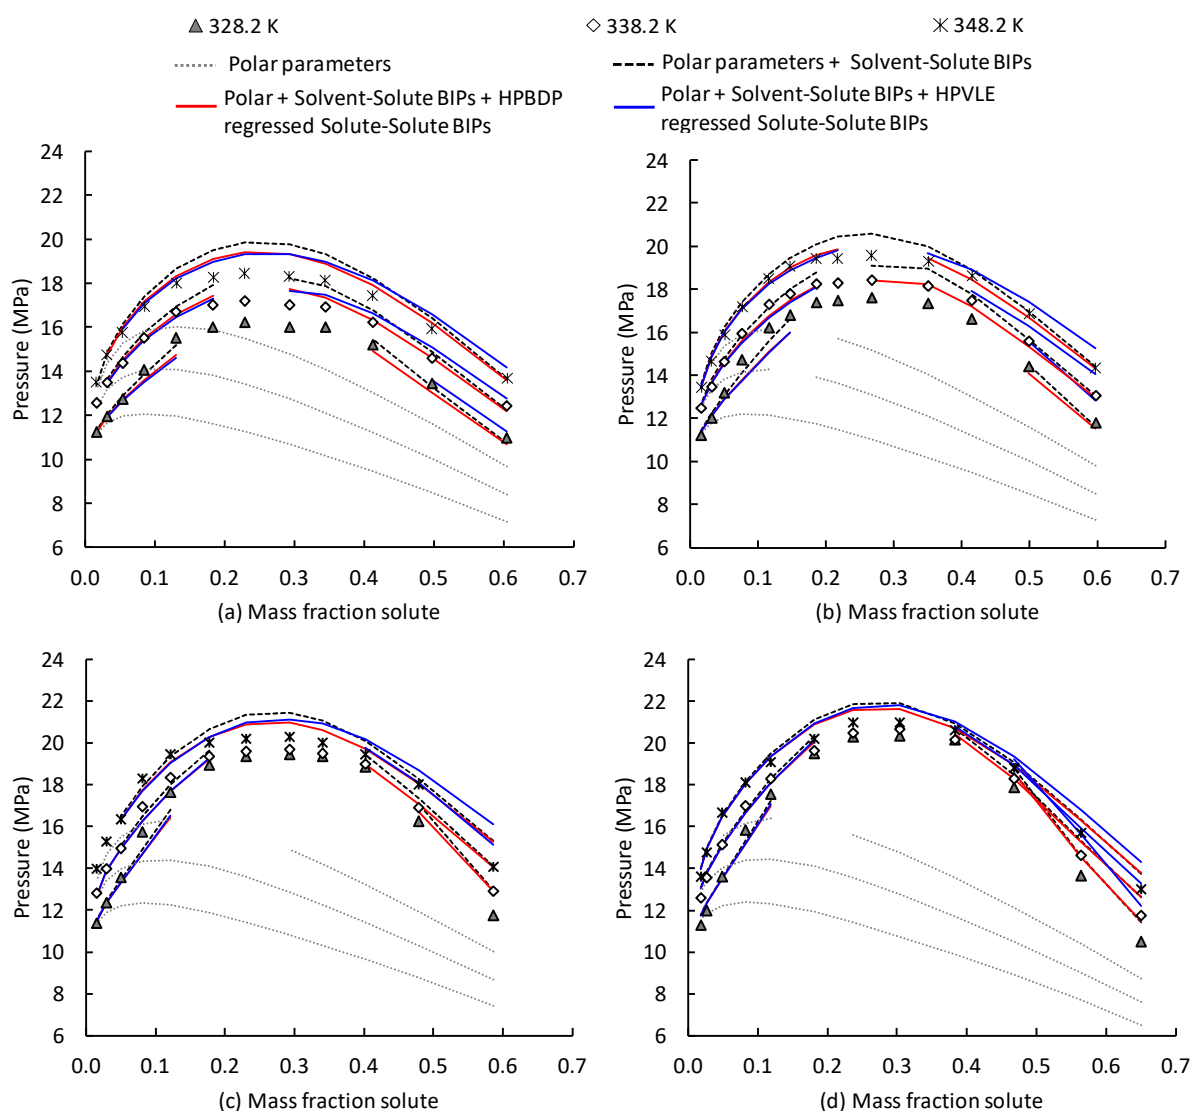 328.2 K
338.2 K
348.2 K
Polar parameters
Polar parameters + Solvent-Solute BIPs
Polar + Solvent-Solute BIPs + HPBDP
regressed Solute-Solute BIPs
Polar + Solvent-Solute BIPs + HPVLE
regressed Solute-Solute BIPs
24
22
20
18
16
14
12
10
8
6
Pressure (MPa)
0.0 0.1 0.2 0.3 0.4 0.5 0.6 0.7
(a) Mass fraction solute
24
22
20
18
16
14
12
10
8
6
Pressure (MPa)
0.0 0.1 0.2 0.3 0.4 0.5 0.6 0.7
(b) Mass fraction solute
24
22
20
18
16
14
12
10
8
6
Pressure (MPa)
0.0 0.1 0.2 0.3 0.4 0.5 0.6 0.7
(c) Mass fraction solute
24
22
20
18
16
14
12
10
8
6
Pressure (MPa)
0.0 0.1 0.2 0.3 0.4 0.5 0.6 0.7
(d) Mass fraction solute